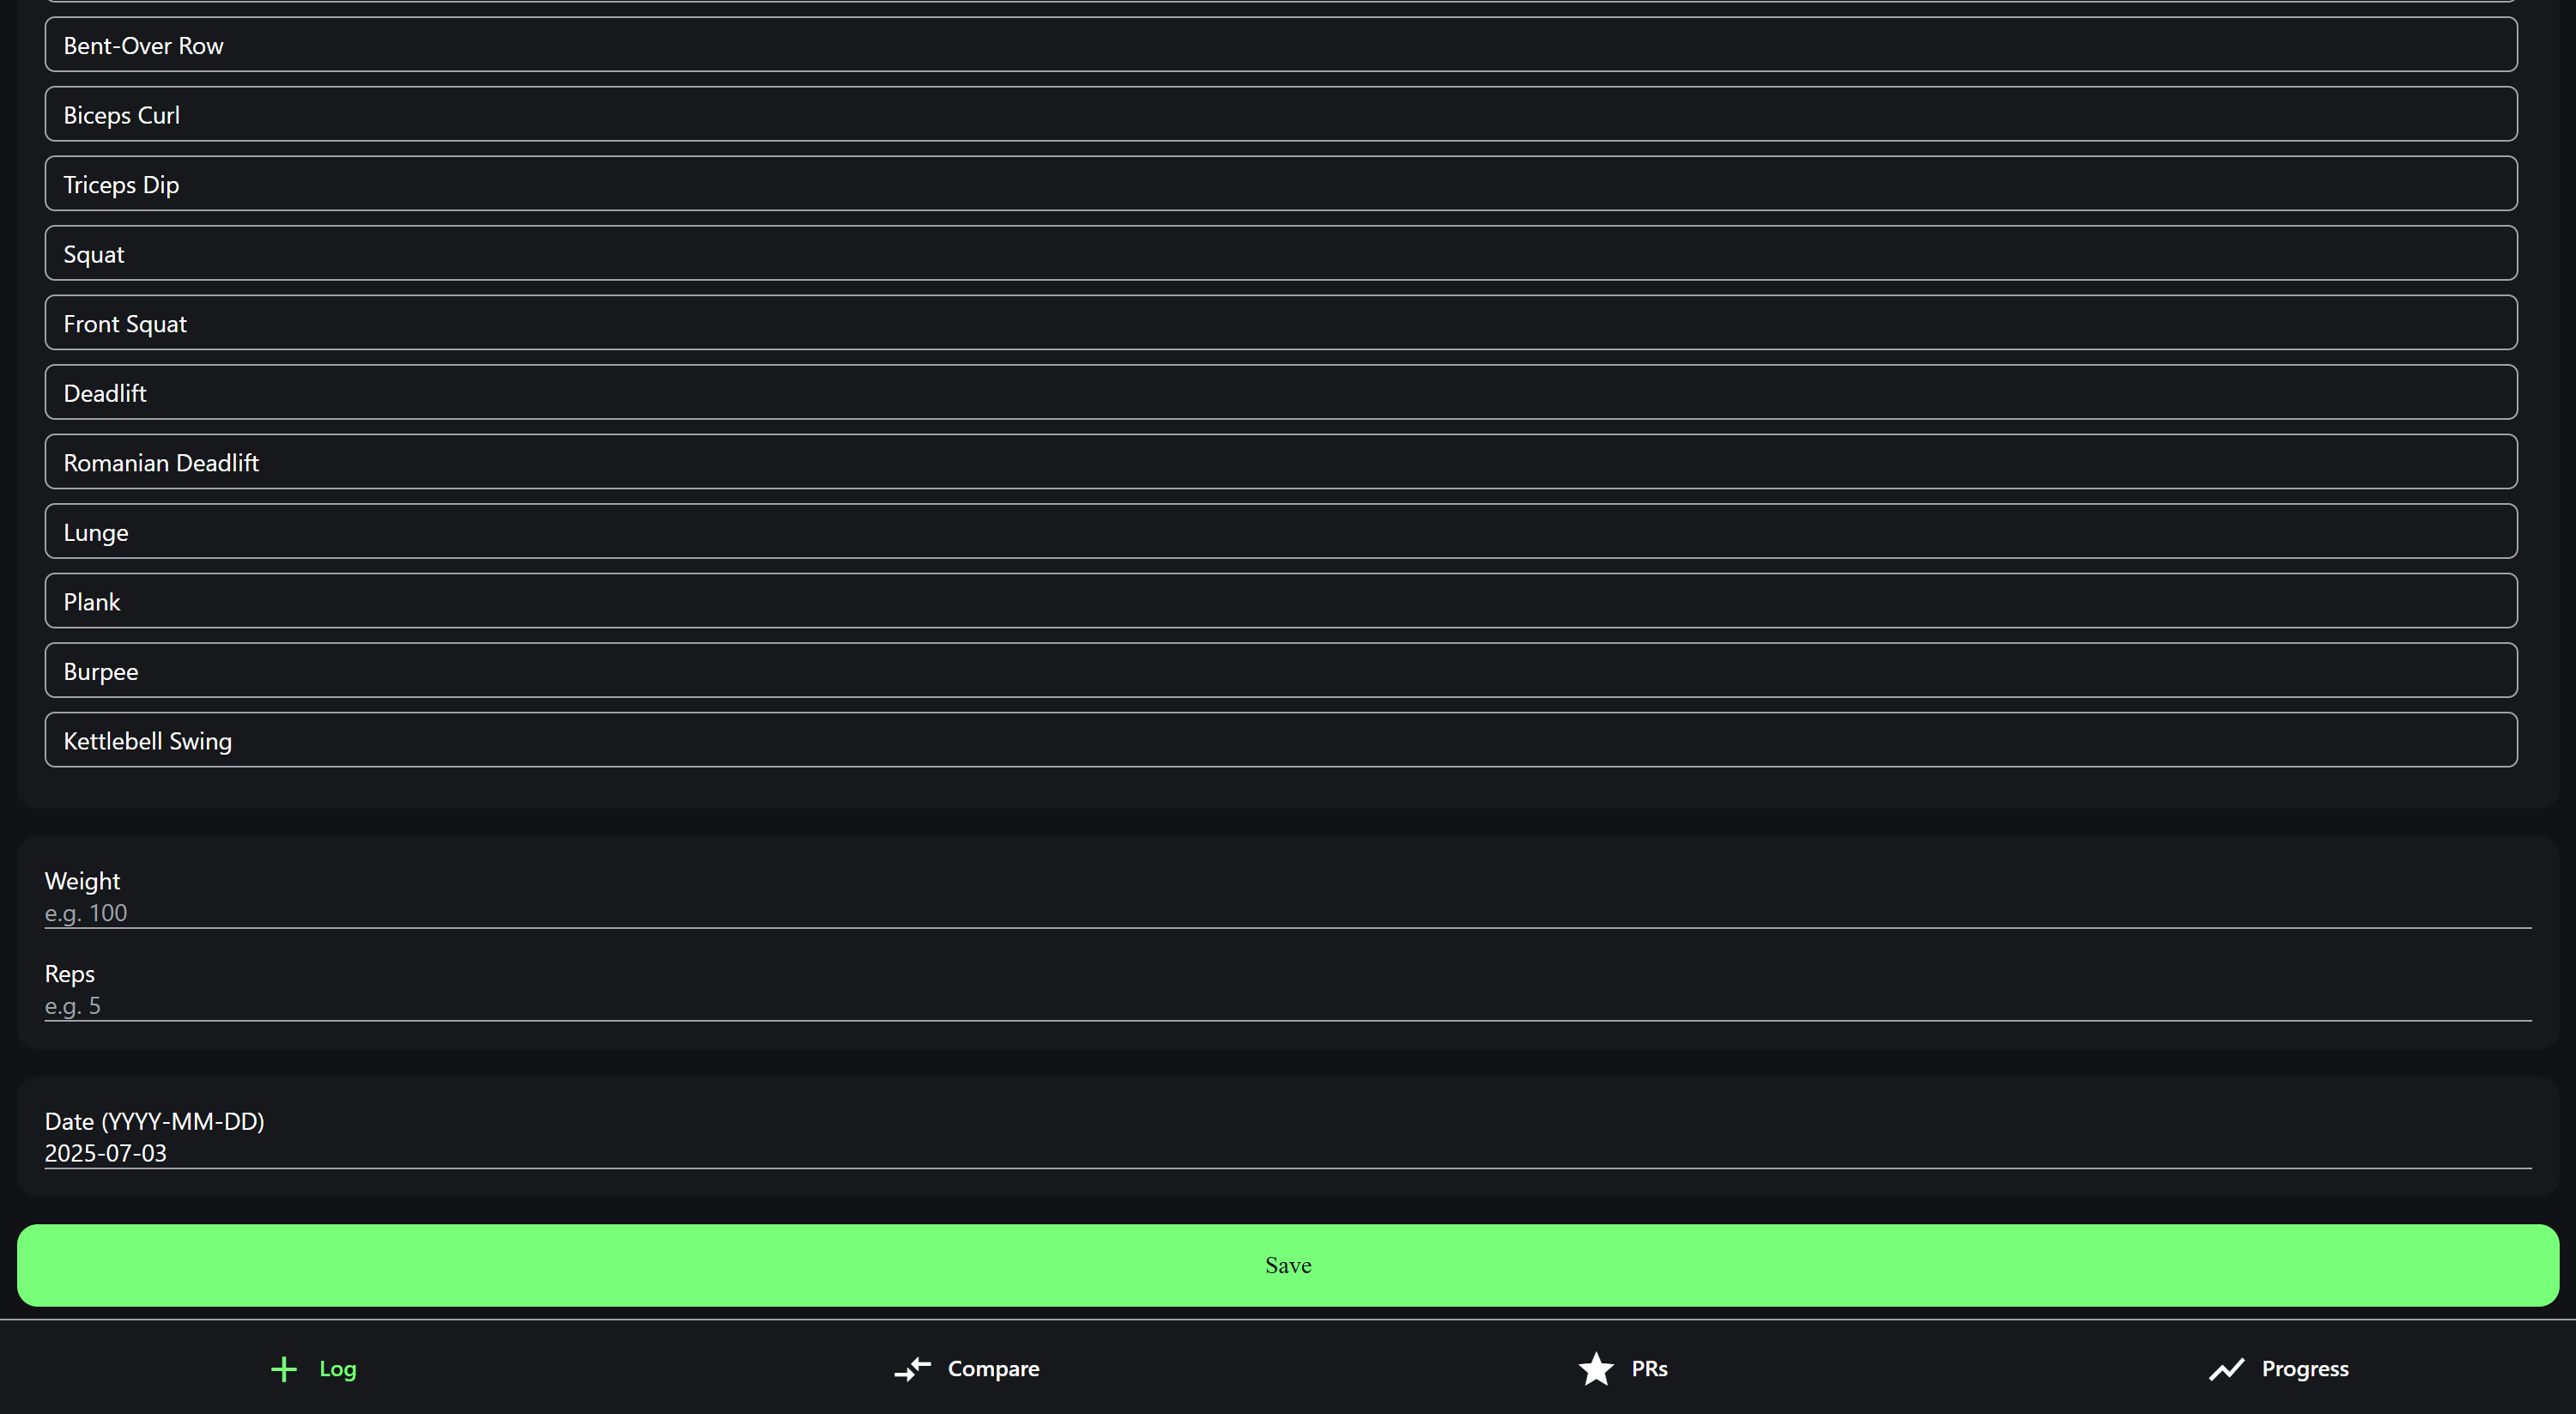 Bent-Over Row
Biceps Curl
Triceps Dip
Squat
Front Squat
Deadlift
Romanian Deadlift
Lunge
Plank
Burpee
Kettlebell Swing
Weight
e.g. 100
Reps
e.g. 5
Date (YYYY-MM-DD)
2025-07-03
Save
Log
Compare
PRs
Progress